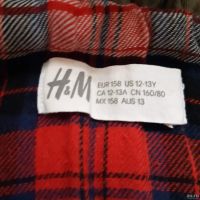 H&M
EUR 158 US 12-13Y
CA 12-13A CN 160/80
MX 158 AUS 13